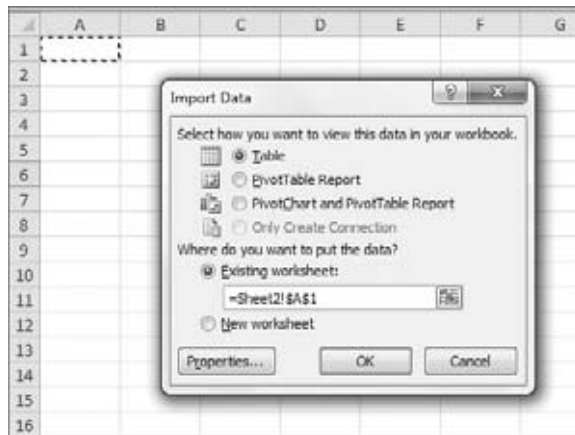 A B C D E F G
1
2
3
Import Data
4
Select how you want to view this data in your workbook.
5
Table
6
PivotTable Report
7
PivotChart and PivotTable Report
8
Only Create Connection
9
Where do you want to put the data?
10
Existing worksheet:
11
=Sheet2!$A$1
12
New worksheet
13
Properties... OK Cancel
14
15
16